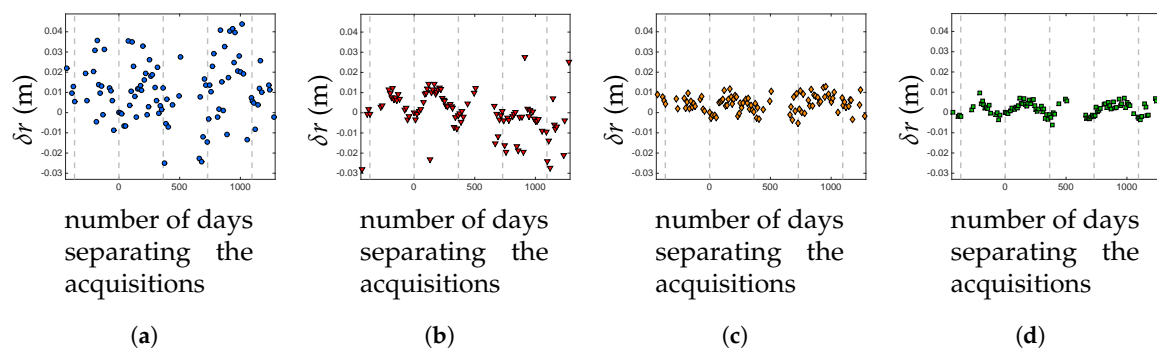 0.04
0.03
0.02
0.01
0
-0.01
-0.02
-0.03
δr (m)
0 500 1000
number of days
separating the
acquisitions
(a)
0.04
0.03
0.02
0.01
0
-0.01
-0.02
-0.03
δr (m)
0 500 1000
number of days
separating the
acquisitions
(b)
0.04
0.03
0.02
0.01
0
-0.01
-0.02
-0.03
δr (m)
0 500 1000
number of days
separating the
acquisitions
(c)
0.04
0.03
0.02
0.01
0
-0.01
-0.02
-0.03
δr (m)
0 500 1000
number of days
separating the
acquisitions
(d)